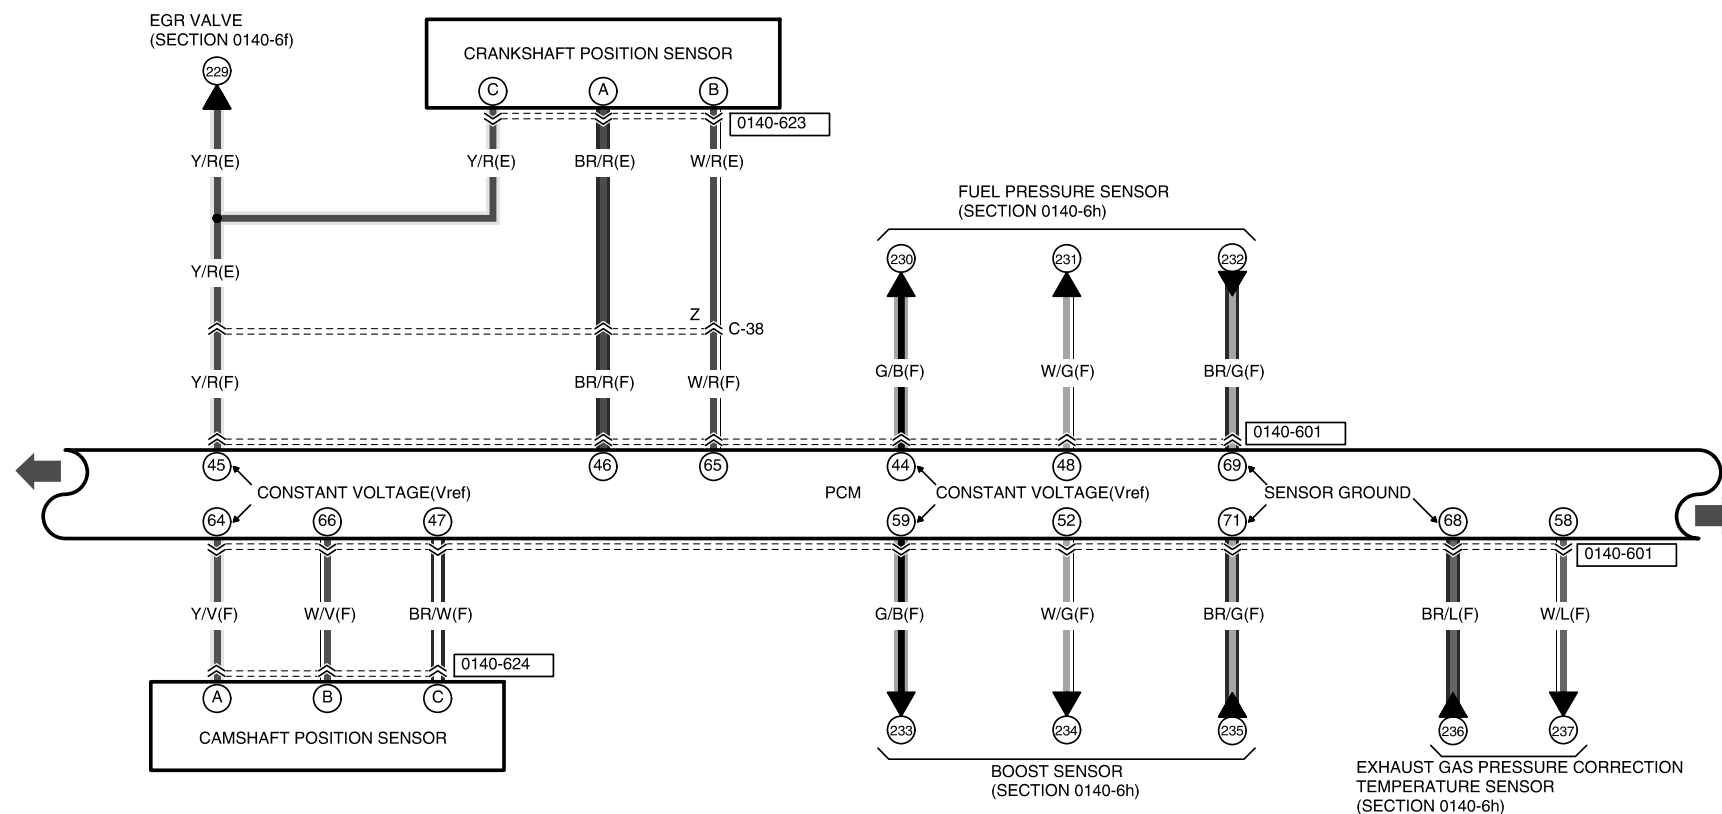 EGR VALVE
(SECTION 0140-6f)
229
CRANKSHAFT POSITION SENSOR
C A B
0140-623
Y/R(E) Y/R(E) BR/R(E) W/R(E)
FUEL PRESSURE SENSOR
(SECTION 0140-6h)
230 231 232
Y/R(E)
Z
C-38
Y/R(F) BR/R(F) W/R(F) G/B(F) W/G(F) BR/G(F)
0140-601
45 46 65 44 48 69
CONSTANT VOLTAGE(Vref) PCM CONSTANT VOLTAGE(Vref) SENSOR GROUND
64 66 47 59 52 71 68 58
0140-601
Y/V(F) W/V(F) BR/W(F) G/B(F) W/G(F) BR/G(F) BR/L(F) W/L(F)
0140-624
A B C
CAMSHAFT POSITION SENSOR
233 234 235 236 237
BOOST SENSOR
(SECTION 0140-6h)
EXHAUST GAS PRESSURE CORRECTION
TEMPERATURE SENSOR
(SECTION 0140-6h)